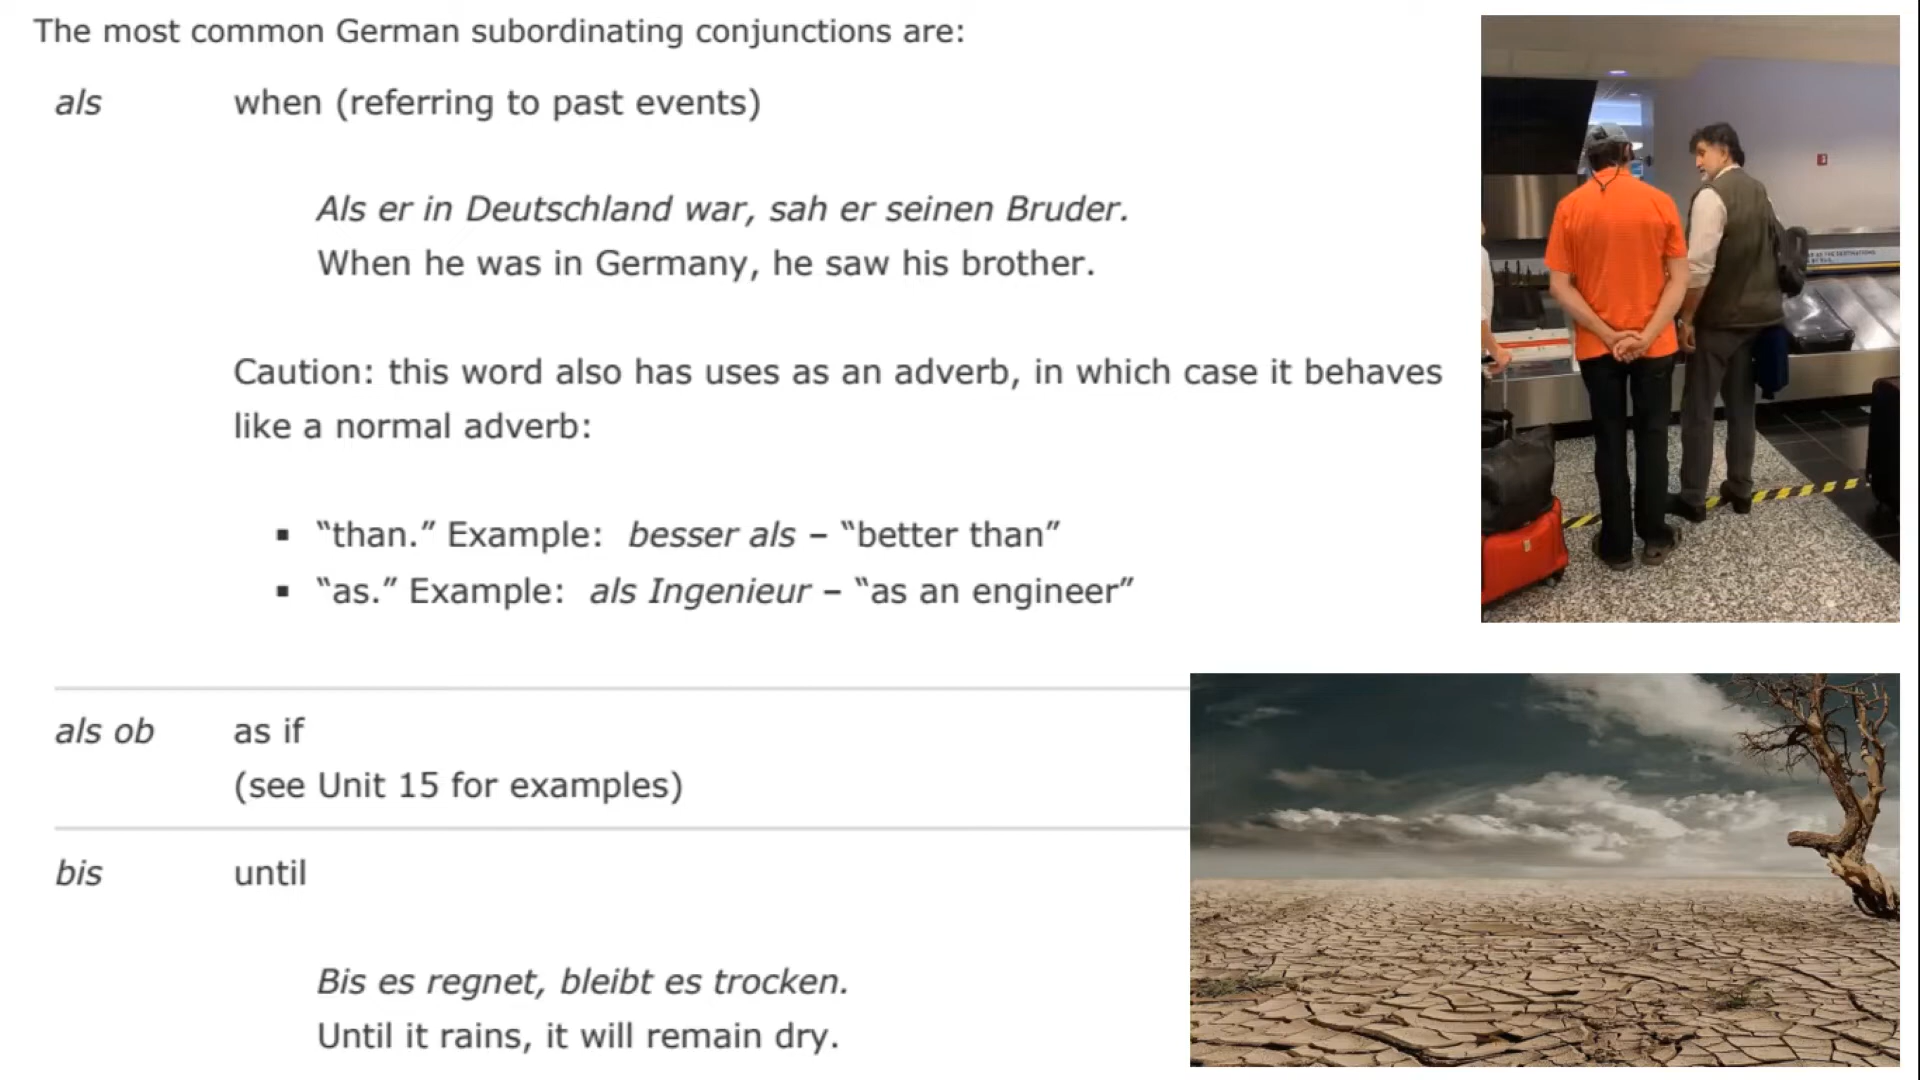 The most common German subordinating conjunctions are:
als when (referring to past events)
Als er in Deutschland war, sah er seinen Bruder.
When he was in Germany, he saw his brother.
Caution: this word also has uses as an adverb, in which case it behaves
like a normal adverb:
▪ “than.” Example: besser als – “better than”
▪ “as.” Example: als Ingenieur – “as an engineer”
als ob as if
(see Unit 15 for examples)
bis until
Bis es regnet, bleibt es trocken.
Until it rains, it will remain dry.